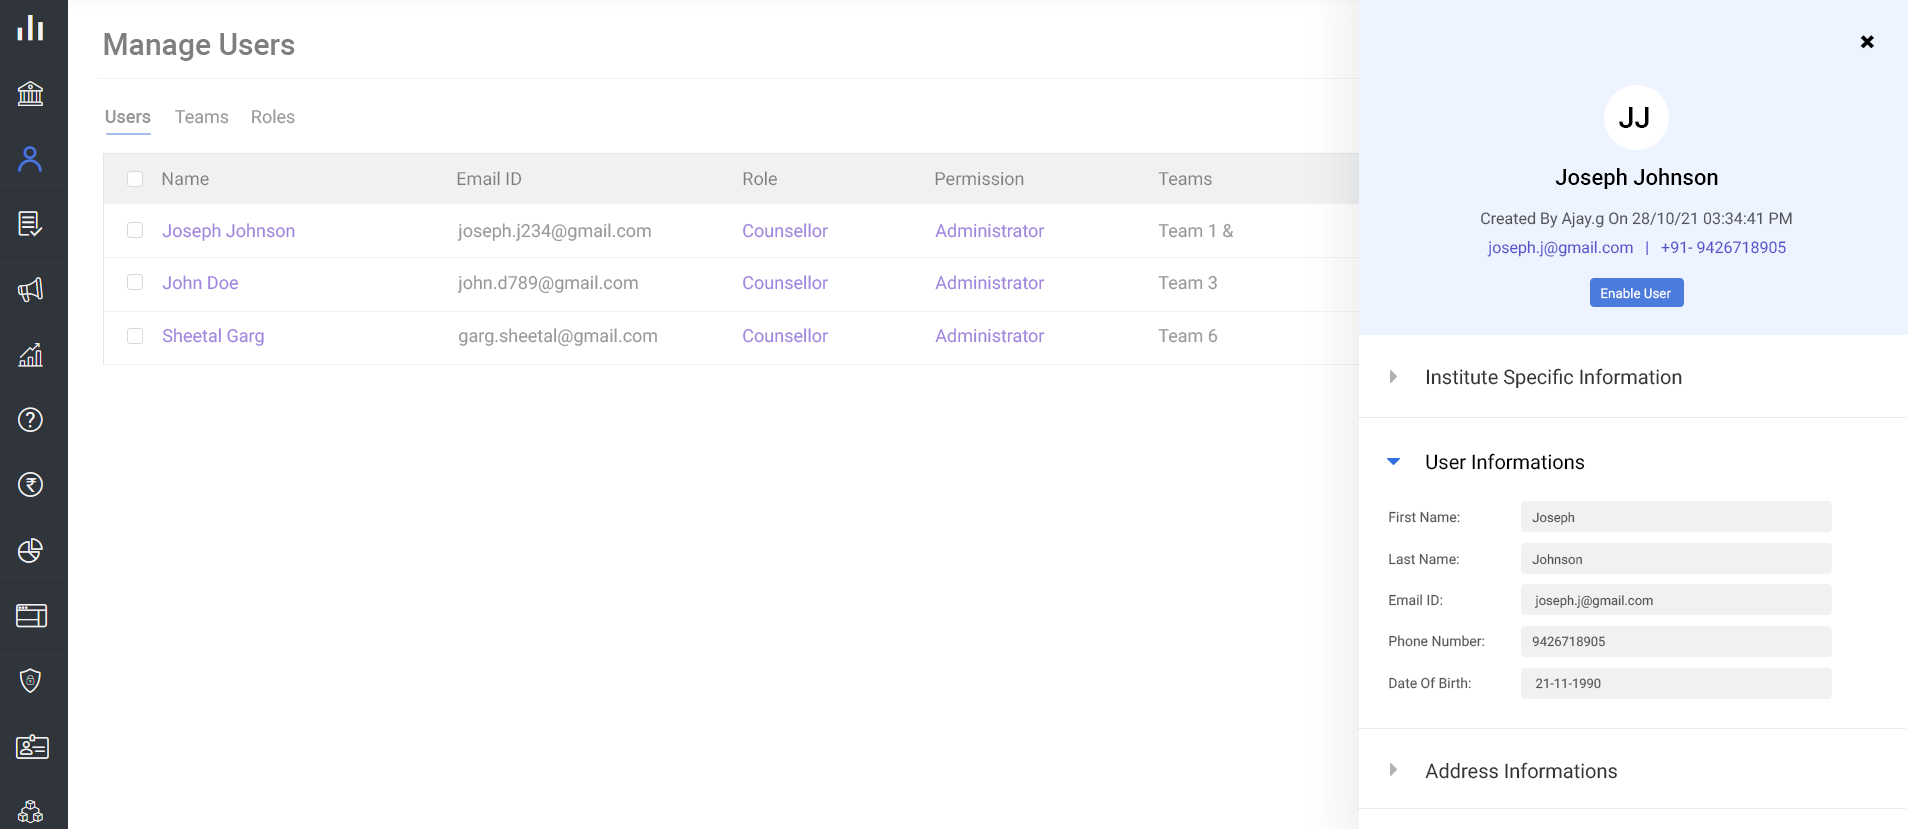 Manage Users
Users Teams Roles
Name Email ID Role Permission Teams
Joseph Johnson joseph.j234@gmail.com Counsellor Administrator Team 1 &
John Doe john.d789@gmail.com Counsellor Administrator Team 3
Sheetal Garg garg.sheetal@gmail.com Counsellor Administrator Team 6
JJ
Joseph Johnson
Created By Ajay.g On 28/10/21 03:34:41 PM
joseph.j@gmail.com | +91- 9426718905
Enable User
Institute Specific Information
User Informations
First Name: Joseph
Last Name: Johnson
Email ID: joseph.j@gmail.com
Phone Number: 9426718905
Date Of Birth: 21-11-1990
Address Informations